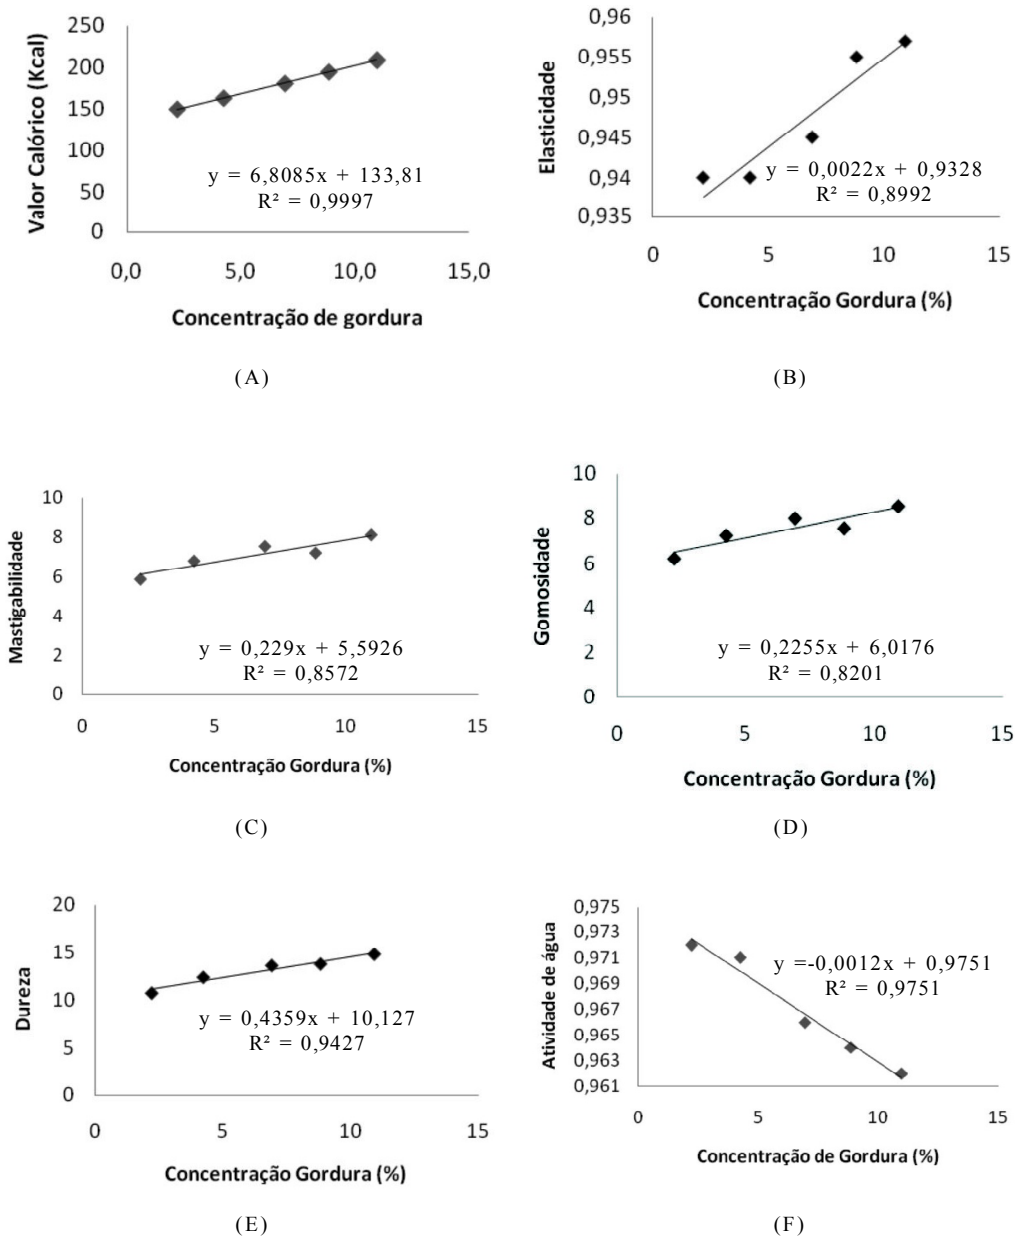 Valor Calórico (Kcal)
250
200
150
100
50
0
y = 6,8085x + 133,81
R² = 0,9997
0,0 5,0 10,0 15,0
Concentração de gordura
(A)
Elasticidade
0,96
0,955
0,95
0,945
0,94
0,935
y = 0,0022x + 0,9328
R² = 0,8992
0 5 10 15
Concentração Gordura (%)
(B)
Mastigabilidade
10
8
6
4
2
0
y = 0,229x + 5,5926
R² = 0,8572
0 5 10 15
Concentração Gordura (%)
(C)
Gomosidade
10
8
6
4
2
0
y = 0,2255x + 6,0176
R² = 0,8201
0 5 10 15
Concentração Gordura (%)
(D)
Dureza
20
15
10
5
0
y = 0,4359x + 10,127
R² = 0,9427
0 5 10 15
Concentração Gordura (%)
(E)
Atividade de água
0,975
0,973
0,971
0,969
0,967
0,965
0,963
0,961
y =-0,0012x + 0,9751
R² = 0,9751
0 5 10 15
Concentração de Gordura (%)
(F)